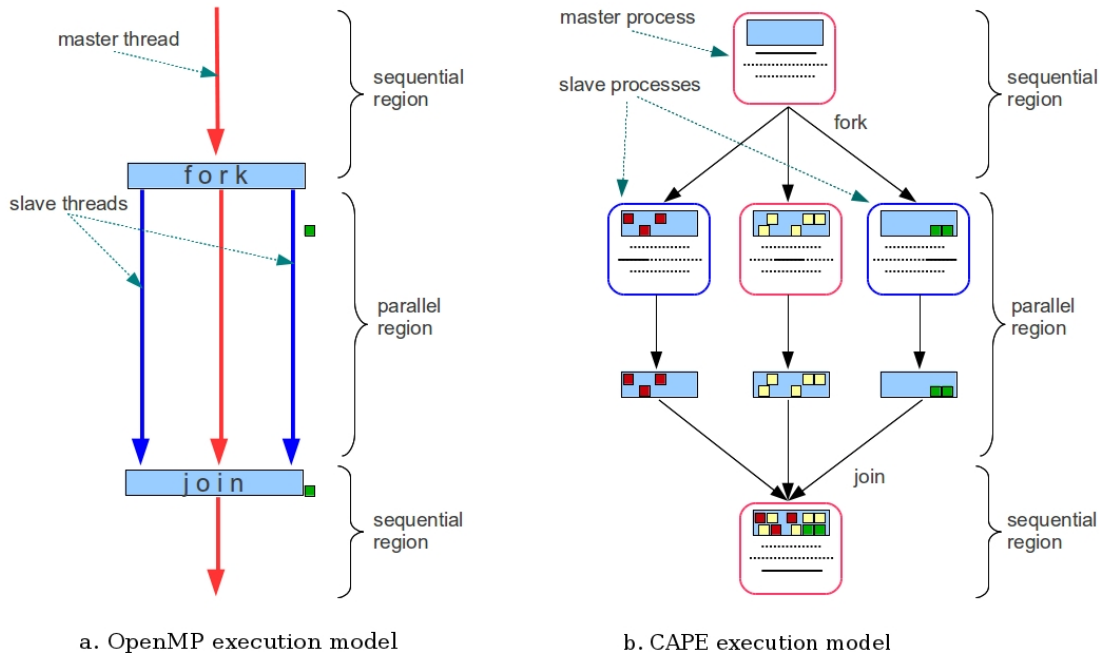 master thread
sequential
region
fork
slave threads
parallel
region
join
sequential
region
a. OpenMP execution model
master process
slave processes
fork
sequential
region
parallel
region
join
sequential
region
b. CAPE execution model